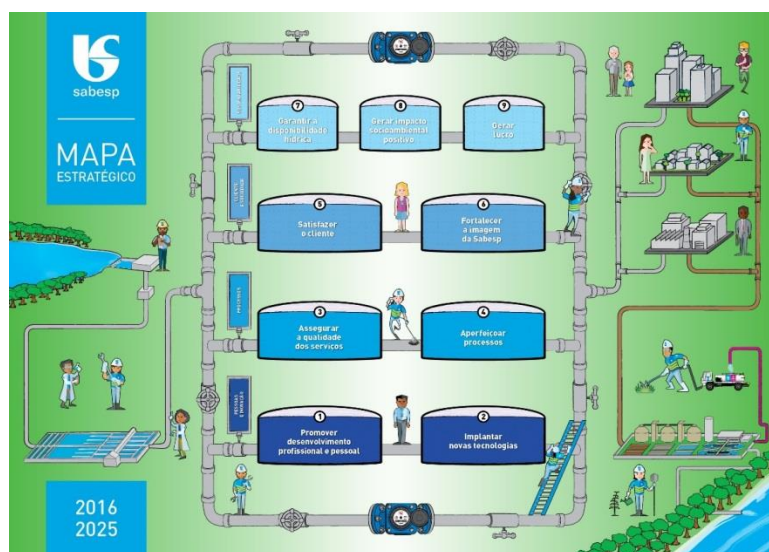 sabesp
MAPA
ESTRATÉGICO
7
Garantir a
disponibilidade
hídrica
8
Gerar impacto
socioambiental
positivo
9
Gerar
lucro
5
Satisfazer
o cliente
6
Fortalecer
a imagem
da Sabesp
PROCESSOS
3
Assegurar
a qualidade
dos serviços
4
Aperfeiçoar
processos
PESSOAS
E INOVAÇÃO
1
Promover
desenvolvimento
profissional e pessoal
2
Implantar
novas tecnologias
2016
2025